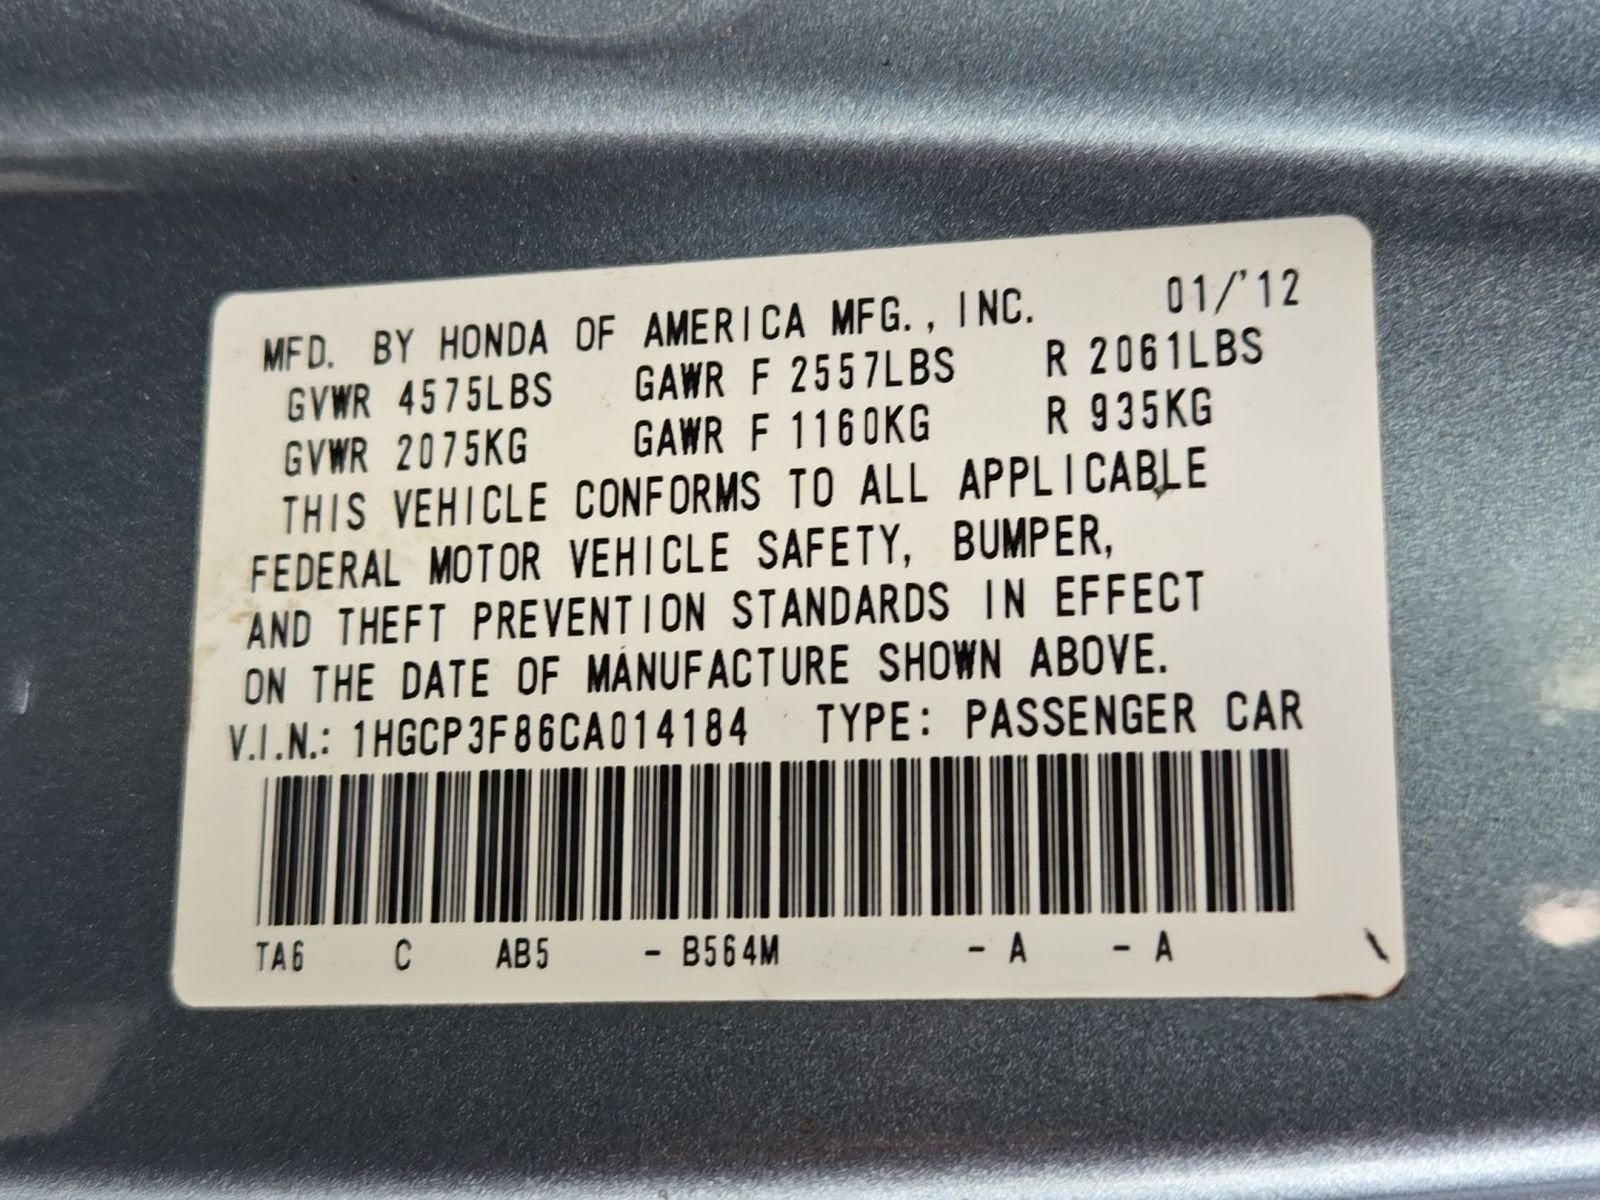 MFD. BY HONDA OF AMERICA MFG., INC. 01/'12
GVWR 4575LBS GAWR F 2557LBS R 2061LBS
GVWR 2075KG GAWR F 1160KG R 935KG
THIS VEHICLE CONFORMS TO ALL APPLICABLE
FEDERAL MOTOR VEHICLE SAFETY, BUMPER,
AND THEFT PREVENTION STANDARDS IN EFFECT
ON THE DATE OF MANUFACTURE SHOWN ABOVE.
V.I.N.: 1HGCP3F86CA014184 TYPE: PASSENGER CAR
TA6 C AB5 - B564M - A - A